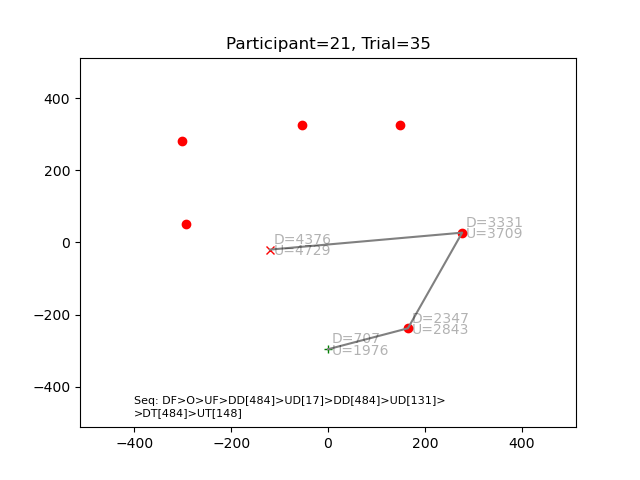 Participant=21, Trial=35
400
200
0
−200
−400
D=3331
U=3709
D=4376
U=4729
D=2347
U=2843
D=797
U=1976
Seq: DF>O>UF>DD[484]>UD[17]>DD[484]>UD[131]>
>DT[484]>UT[148]
−400 −200 0 200 400